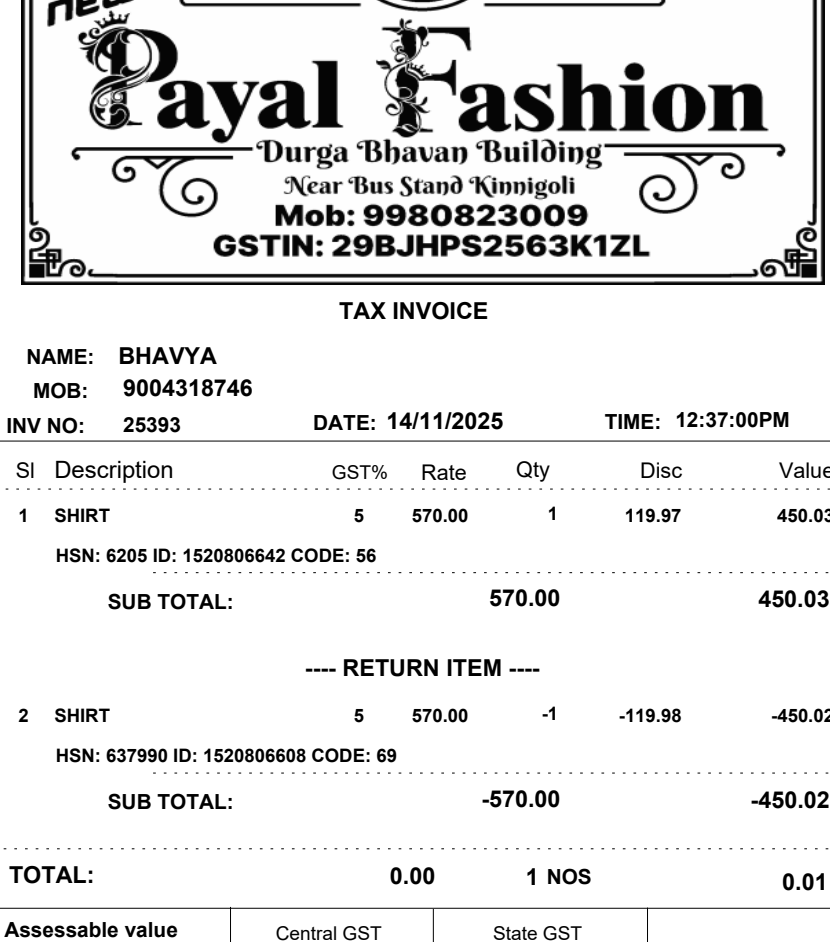 new
Payal Fashion
Durga Bhavan Building
Near Bus Stand Kinnigoli
Mob: 9980823009
GSTIN: 29BJHPS2563K1ZL
TAX INVOICE
NAME: BHAVYA
MOB: 9004318746
INV NO: 25393 DATE: 14/11/2025 TIME: 12:37:00PM
Sl Description GST% Rate Qty Disc Value
1 SHIRT 5 570.00 1 119.97 450.03
HSN: 6205 ID: 1520806642 CODE: 56
SUB TOTAL: 570.00 450.03
---- RETURN ITEM ----
2 SHIRT 5 570.00 -1 -119.98 -450.02
HSN: 637990 ID: 1520806608 CODE: 69
SUB TOTAL: -570.00 -450.02
TOTAL: 0.00 1 NOS 0.01
Assessable value Central GST State GST